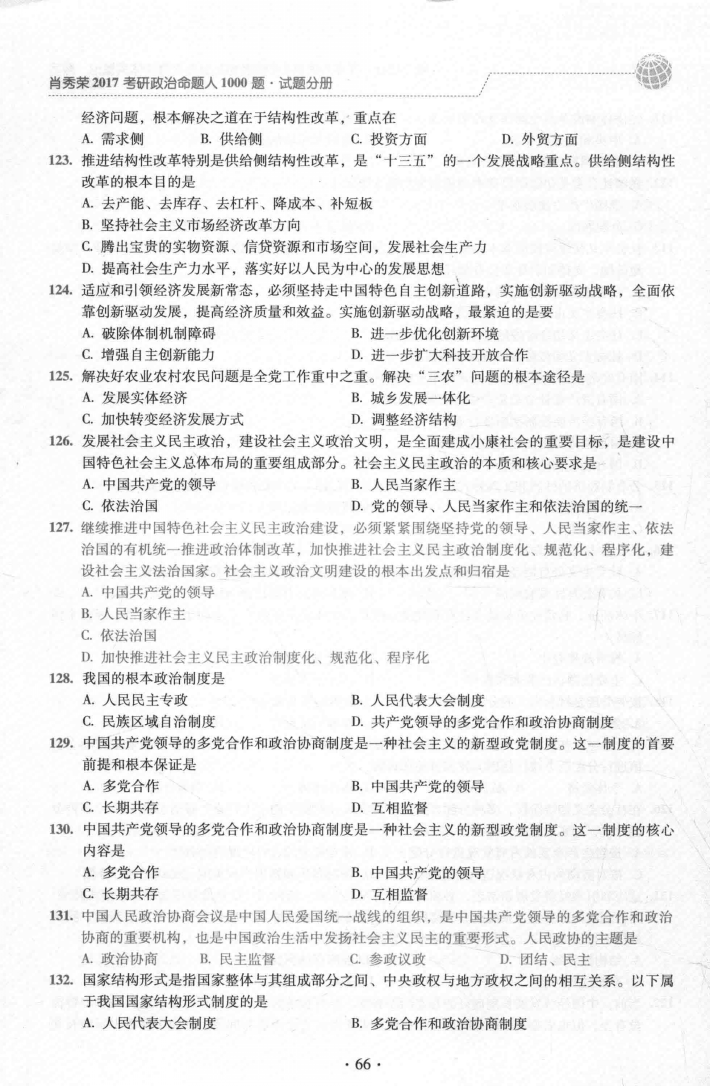 肖秀荣 2017 考研政治命题人 1000 题·试题分册
经济问题，根本解决之道在于结构性改革，重点在
A. 需求侧 B. 供给侧 C. 投资方面 D. 外贸方面
123. 推进结构性改革特别是供给侧结构性改革，是“十三五”的一个发展战略重点。供给侧结构性
改革的根本目的是
A. 去产能、去库存、去杠杆、降成本、补短板
B. 坚持社会主义市场经济改革方向
C. 腾出宝贵的实物资源、信贷资源和市场空间，发展社会生产力
D. 提高社会生产力水平，落实好以人民为中心的发展思想
124. 适应和引领经济发展新常态，必须坚持走中国特色自主创新道路，实施创新驱动战略，全面依
靠创新驱动发展，提高经济质量和效益。实施创新驱动战略，最紧迫的是要
A. 破除体制机制障碍 B. 进一步优化创新环境
C. 增强自主创新能力 D. 进一步扩大科技开放合作
125. 解决好农业农村农民问题是全党工作重中之重。解决“三农”问题的根本途径是
A. 发展实体经济 B. 城乡发展一体化
C. 加快转变经济发展方式 D. 调整经济结构
126. 发展社会主义民主政治，建设社会主义政治文明，是全面建成小康社会的重要目标，是建设中
国特色社会主义总体布局的重要组成部分。社会主义民主政治的本质和核心要求是
A. 中国共产党的领导 B. 人民当家作主
C. 依法治国 D. 党的领导、人民当家作主和依法治国的统一
127. 继续推进中国特色社会主义民主政治建设，必须紧紧围绕坚持党的领导、人民当家作主、依法
治国的有机统一推进政治体制改革，加快推进社会主义民主政治制度化、规范化、程序化，建
设社会主义法治国家。社会主义政治文明建设的根本出发点和归宿是
A. 中国共产党的领导
B. 人民当家作主
C. 依法治国
D. 加快推进社会主义民主政治制度化、规范化、程序化
128. 我国的根本政治制度是
A. 人民民主专政 B. 人民代表大会制度
C. 民族区域自治制度 D. 共产党领导的多党合作和政治协商制度
129. 中国共产党领导的多党合作和政治协商制度是一种社会主义的新型政党制度。这一制度的首要
前提和根本保证是
A. 多党合作 B. 中国共产党的领导
C. 长期共存 D. 互相监督
130. 中国共产党领导的多党合作和政治协商制度是一种社会主义的新型政党制度。这一制度的核心
内容是
A. 多党合作 B. 中国共产党的领导
C. 长期共存 D. 互相监督
131. 中国人民政治协商会议是中国人民爱国统一战线的组织，是中国共产党领导的多党合作和政治
协商的重要机构，也是中国政治生活中发扬社会主义民主的重要形式。人民政协的主题是
A. 政治协商 B. 民主监督 C. 参政议政 D. 团结、民主
132. 国家结构形式是指国家整体与其组成部分之间、中央政权与地方政权之间的相互关系。以下属
于我国国家结构形式制度的是
A. 人民代表大会制度 B. 多党合作和政治协商制度
· 66 ·